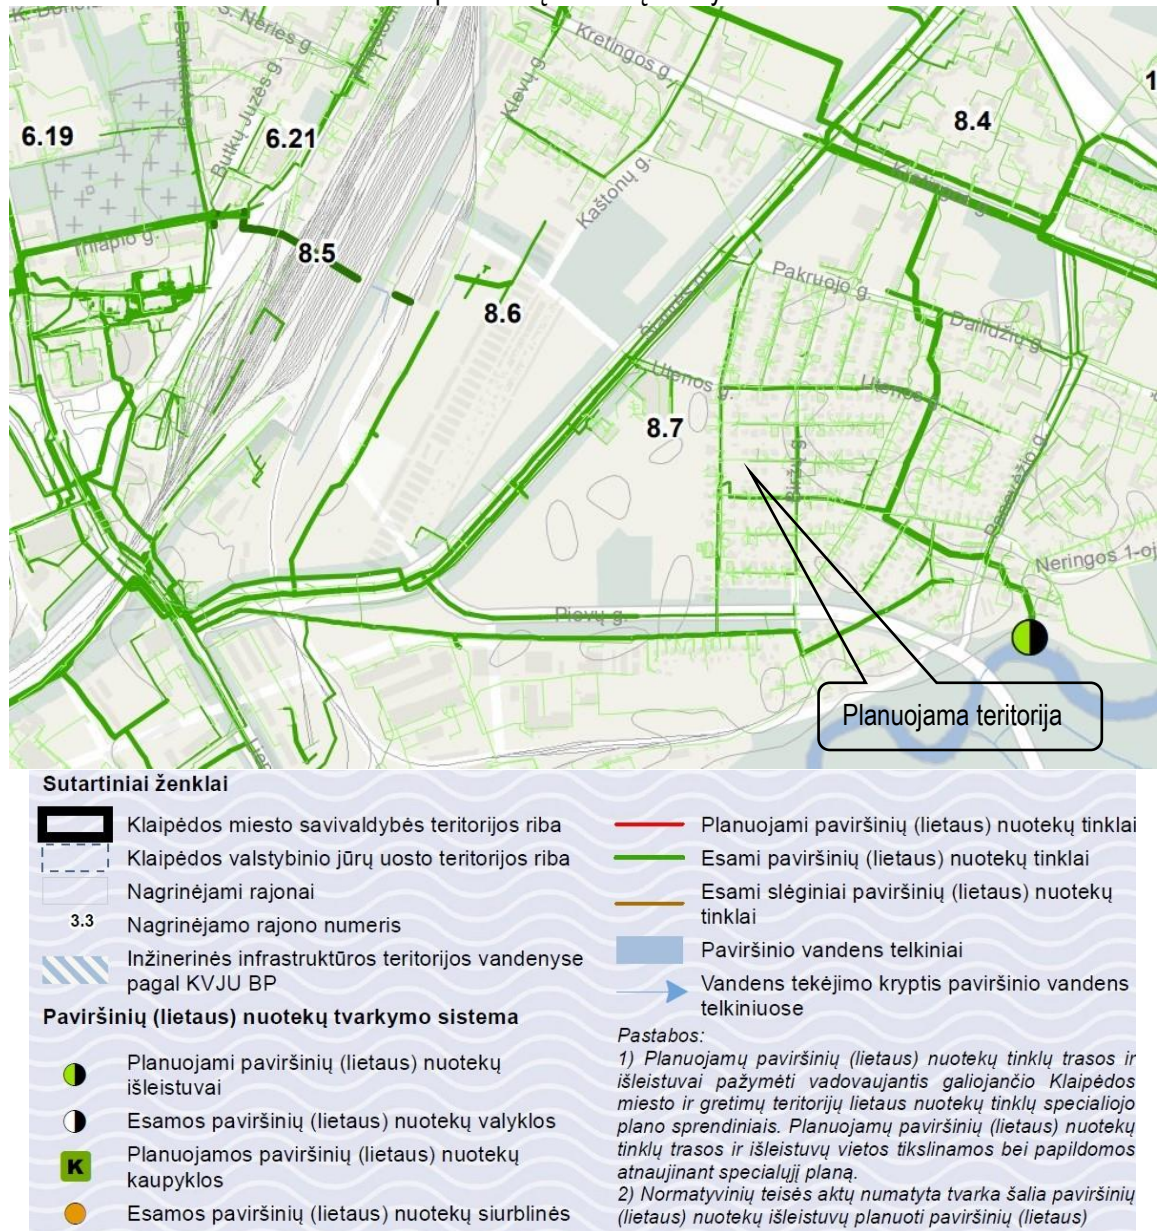 S. Nėries g.
Kretingos g.
Klevų g.
1
6.19
Butkų Juzės g.
6.21
8.4
Kaštonų g.
Kretingos g.
8.5
Pakruojo g.
8.6
Šiaurės pr.
Dailidžių g.
Utenos g.
Utenos g.
8.7
Biržų g.
Panevėžio g.
Neringos 1-oji
Pievų g.
Planuojama teritorija
Sutartiniai ženklai
Klaipėdos miesto savivaldybės teritorijos riba
Klaipėdos valstybinio jūrų uosto teritorijos riba
Nagrinėjami rajonai
3.3 Nagrinėjamo rajono numeris
Inžinerinės infrastruktūros teritorijos vandenyse
pagal KVJU BP
Paviršinių (lietaus) nuotekų tvarkymo sistema
Planuojami paviršinių (lietaus) nuotekų
išleistuvai
Esamos paviršinių (lietaus) nuotekų valyklos
K Planuojamos paviršinių (lietaus) nuotekų
kaupyklos
Esamos paviršinių (lietaus) nuotekų siurblinės
Planuojami paviršinių (lietaus) nuotekų tinklai
Esami paviršinių (lietaus) nuotekų tinklai
Esami slėginiai paviršinių (lietaus) nuotekų
tinklai
Paviršinio vandens telkiniai
Vandens tekėjimo kryptis paviršinio vandens
telkiniuose
Pastabos:
1) Planuojamų paviršinių (lietaus) nuotekų tinklų trasos ir
išleistuvai pažymėti vadovaujantis galiojančio Klaipėdos
miesto ir gretimų teritorijų lietaus nuotekų tinklų specialiojo
plano sprendiniais. Planuojamų paviršinių (lietaus) nuotekų
tinklų trasos ir išleistuvų vietos tikslinamos bei papildomos
atnaujinant specialųjį planą.
2) Normatyvinių teisės aktų numatyta tvarka šalia paviršinių
(lietaus) nuotekų išleistuvų planuoti paviršinių (lietaus)